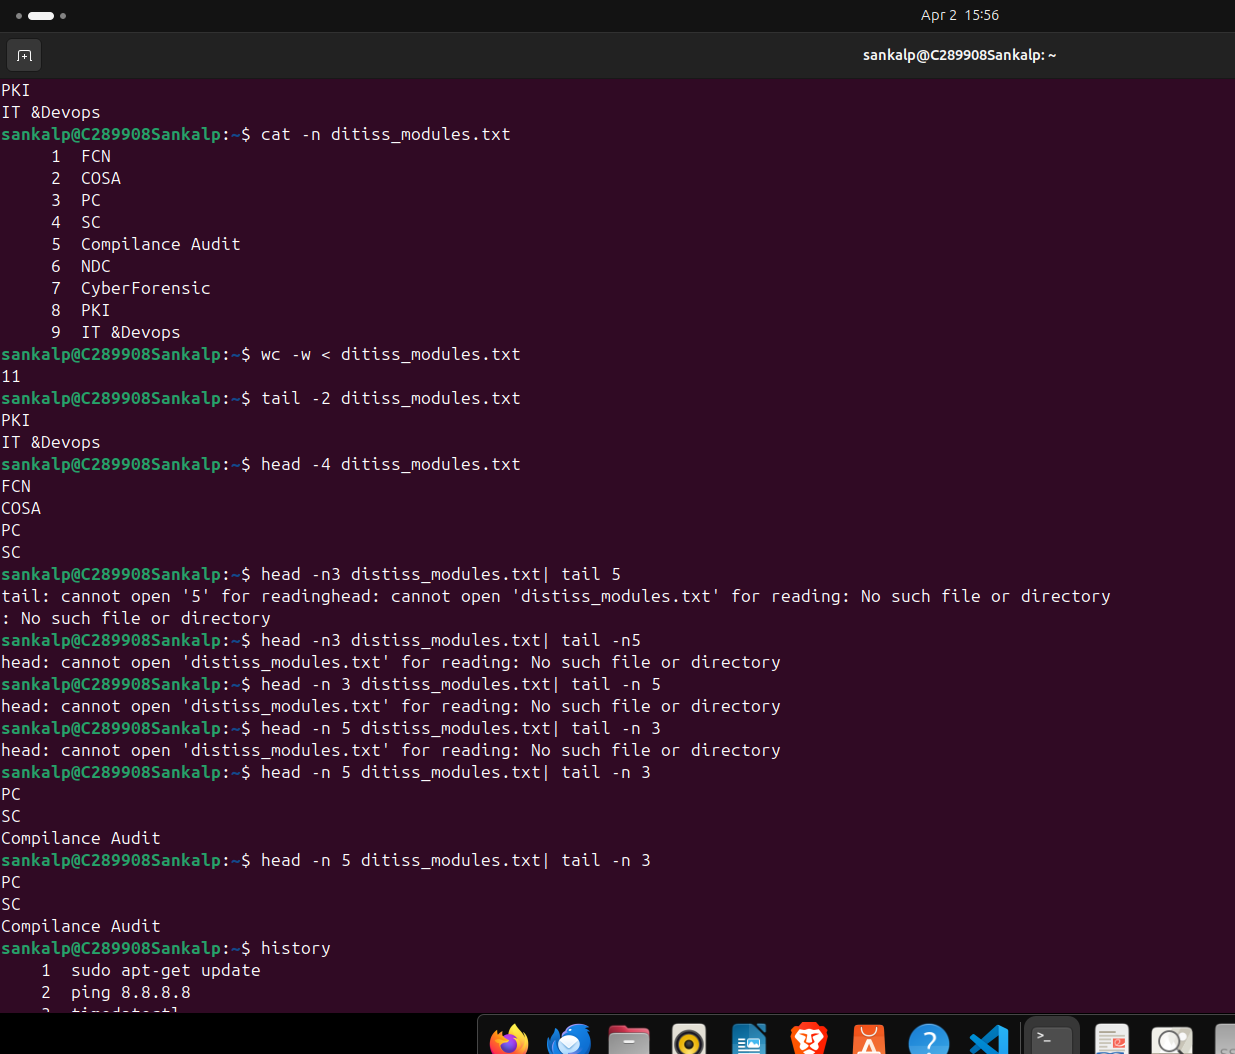 Apr 2 15:56
sankalp@C289908Sankalp: ~
PKI
IT &Devops
sankalp@C289908Sankalp:~$ cat -n ditiss_modules.txt
1 FCN
2 COSA
3 PC
4 SC
5 Compilance Audit
6 NDC
7 CyberForensic
8 PKI
9 IT &Devops
sankalp@C289908Sankalp:~$ wc -w < ditiss_modules.txt
11
sankalp@C289908Sankalp:~$ tail -2 ditiss_modules.txt
PKI
IT &Devops
sankalp@C289908Sankalp:~$ head -4 ditiss_modules.txt
FCN
COSA
PC
SC
sankalp@C289908Sankalp:~$ head -n3 distiss_modules.txt| tail 5
tail: cannot open '5' for readinghead: cannot open 'distiss_modules.txt' for reading: No such file or directory
: No such file or directory
sankalp@C289908Sankalp:~$ head -n3 distiss_modules.txt| tail -n5
head: cannot open 'distiss_modules.txt' for reading: No such file or directory
sankalp@C289908Sankalp:~$ head -n 3 distiss_modules.txt| tail -n 5
head: cannot open 'distiss_modules.txt' for reading: No such file or directory
sankalp@C289908Sankalp:~$ head -n 5 distiss_modules.txt| tail -n 3
head: cannot open 'distiss_modules.txt' for reading: No such file or directory
sankalp@C289908Sankalp:~$ head -n 5 ditiss_modules.txt| tail -n 3
PC
SC
Compilance Audit
sankalp@C289908Sankalp:~$ head -n 5 ditiss_modules.txt| tail -n 3
PC
SC
Compilance Audit
sankalp@C289908Sankalp:~$ history
1 sudo apt-get update
2 ping 8.8.8.8